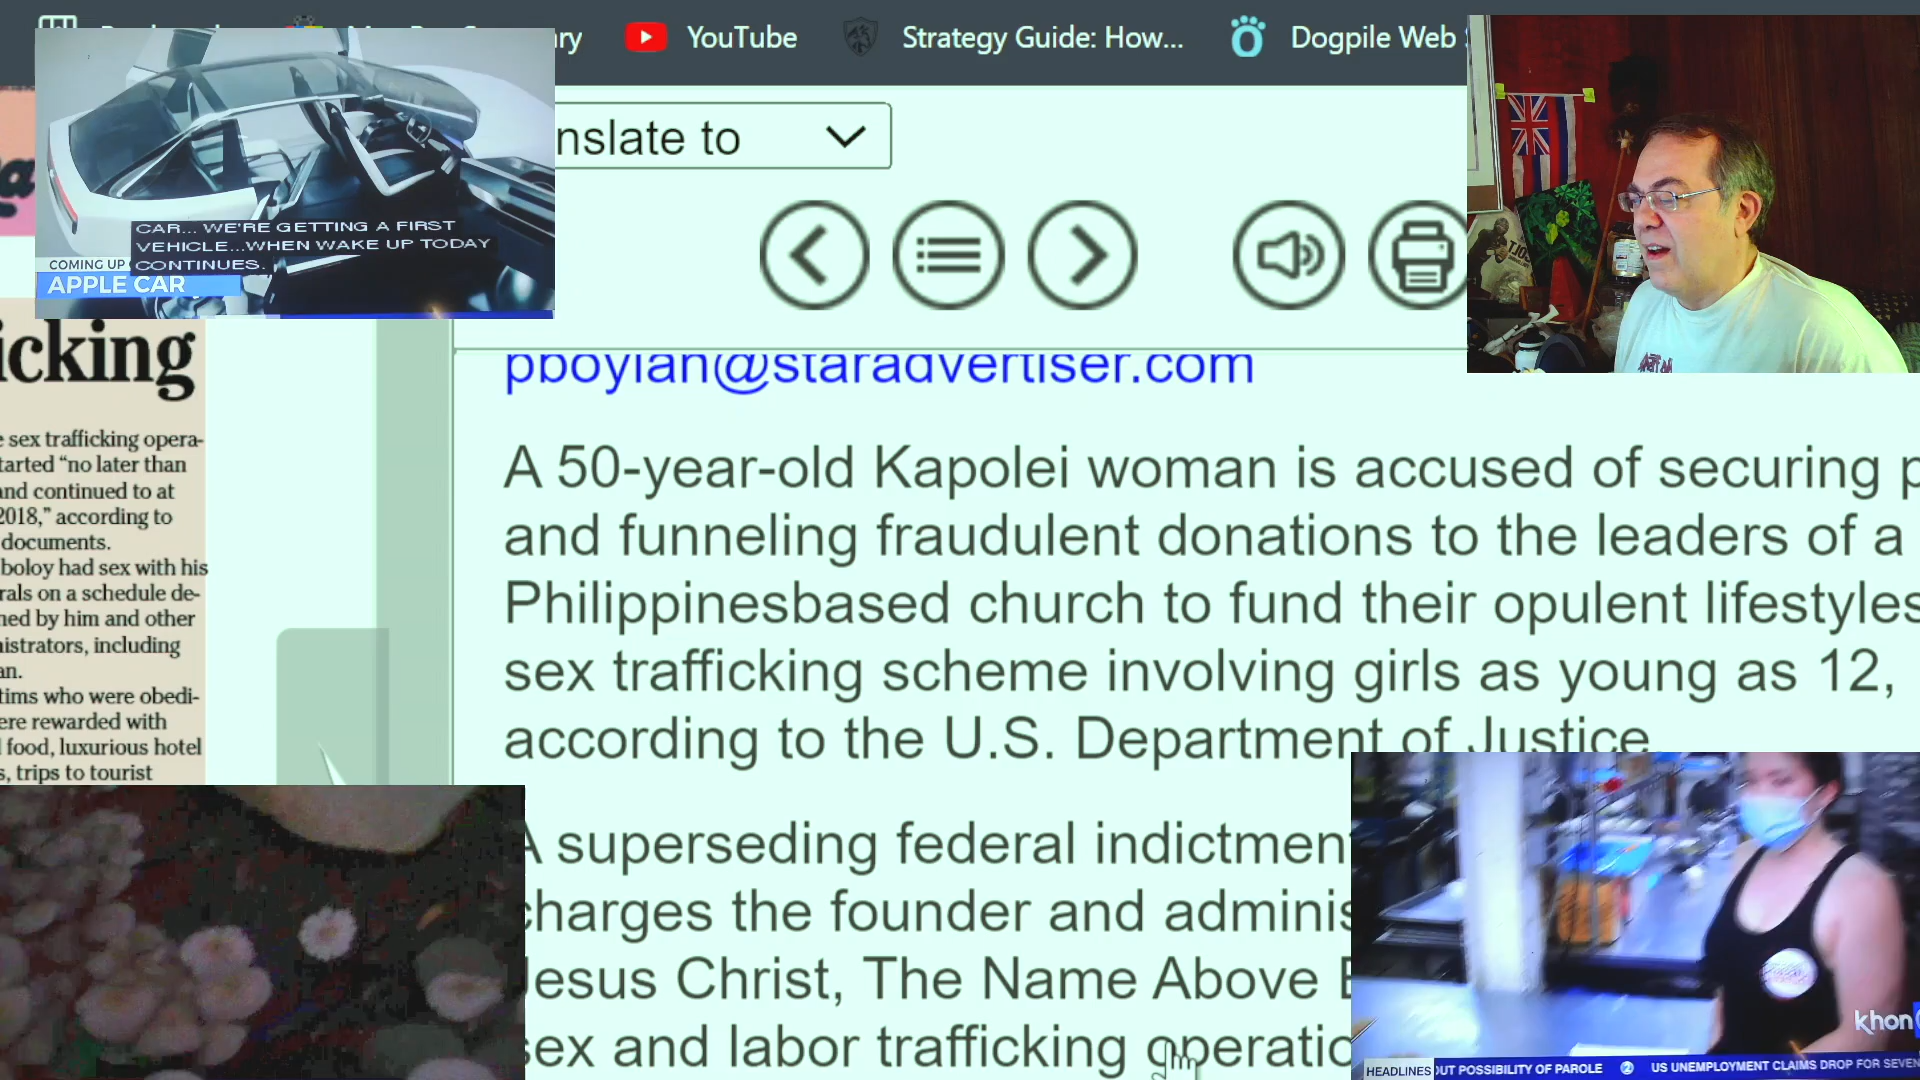 YouTube
Strategy Guide: How...
Dogpile Web
nslate to
CAR... WE'RE GETTING A FIRST
VEHICLE...WHEN WAKE UP TODAY
CONTINUES.
COMING UP
APPLE CAR
TJOL
icking
sex trafficking opera-
tarted “no later than
and continued to at
2018,” according to
documents.
boloy had sex with his
rals on a schedule de-
ned by him and other
istrators, including
an.
tims who were obedi-
ere rewarded with
food, luxurious hotel
s, trips to tourist
pboylan@staradvertiser.com
A 50-year-old Kapolei woman is accused of securing p
and funneling fraudulent donations to the leaders of a
Philippinesbased church to fund their opulent lifestyles
sex trafficking scheme involving girls as young as 12,
according to the U.S. Department of Justice
A superseding federal indictment
charges the founder and adminis
Jesus Christ, The Name Above E
sex and labor trafficking operatio
khon
HEADLINES
OUT POSSIBILITY OF PAROLE
2 US UNEMPLOYMENT CLAIMS DROP FOR SEVEN